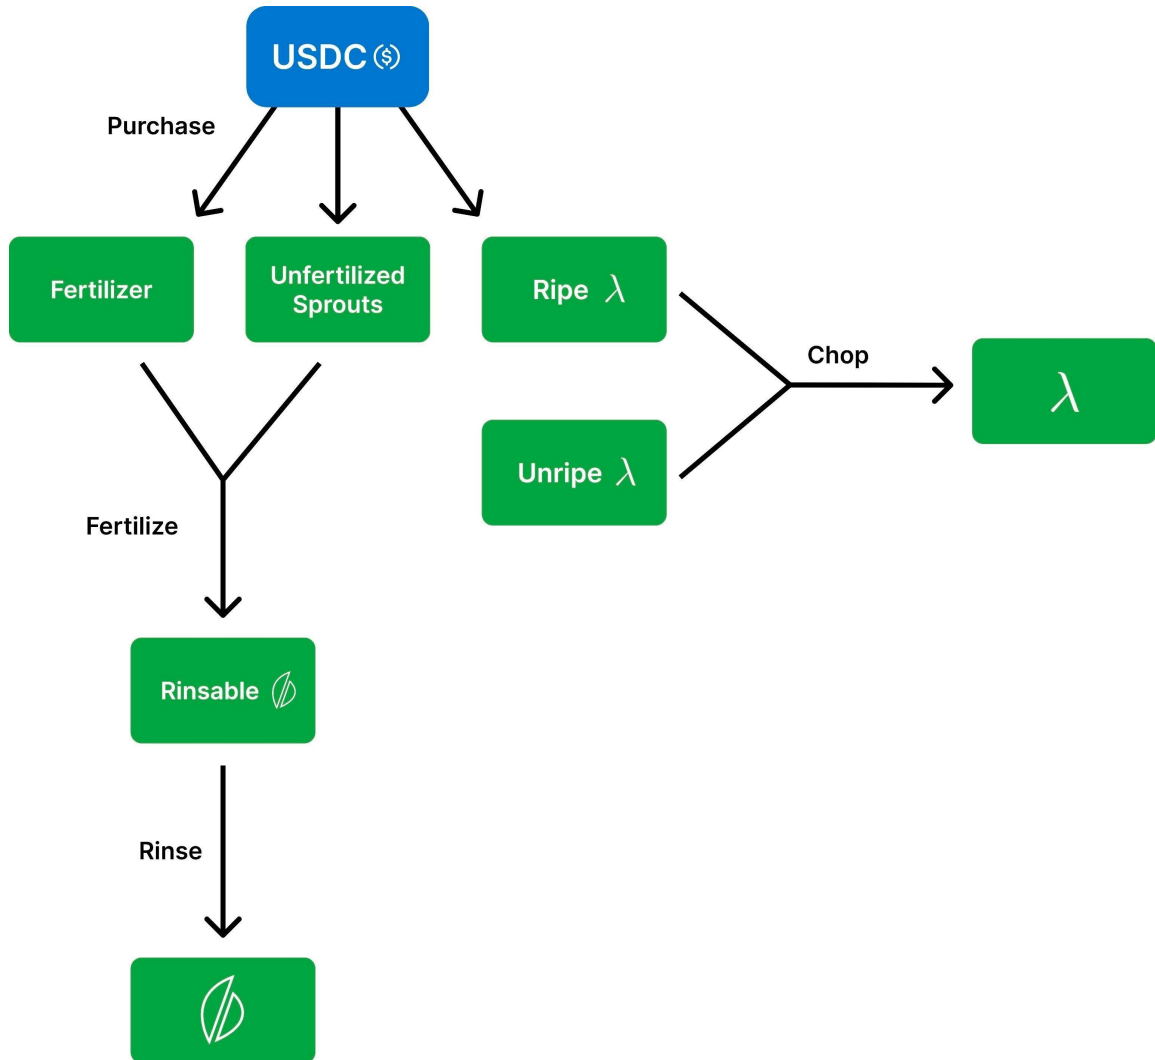 USDC
Purchase
Fertilizer
Unfertilized
Sprouts
Ripe λ
Chop
λ
Unripe λ
Fertilize
Rinsable
Rinse